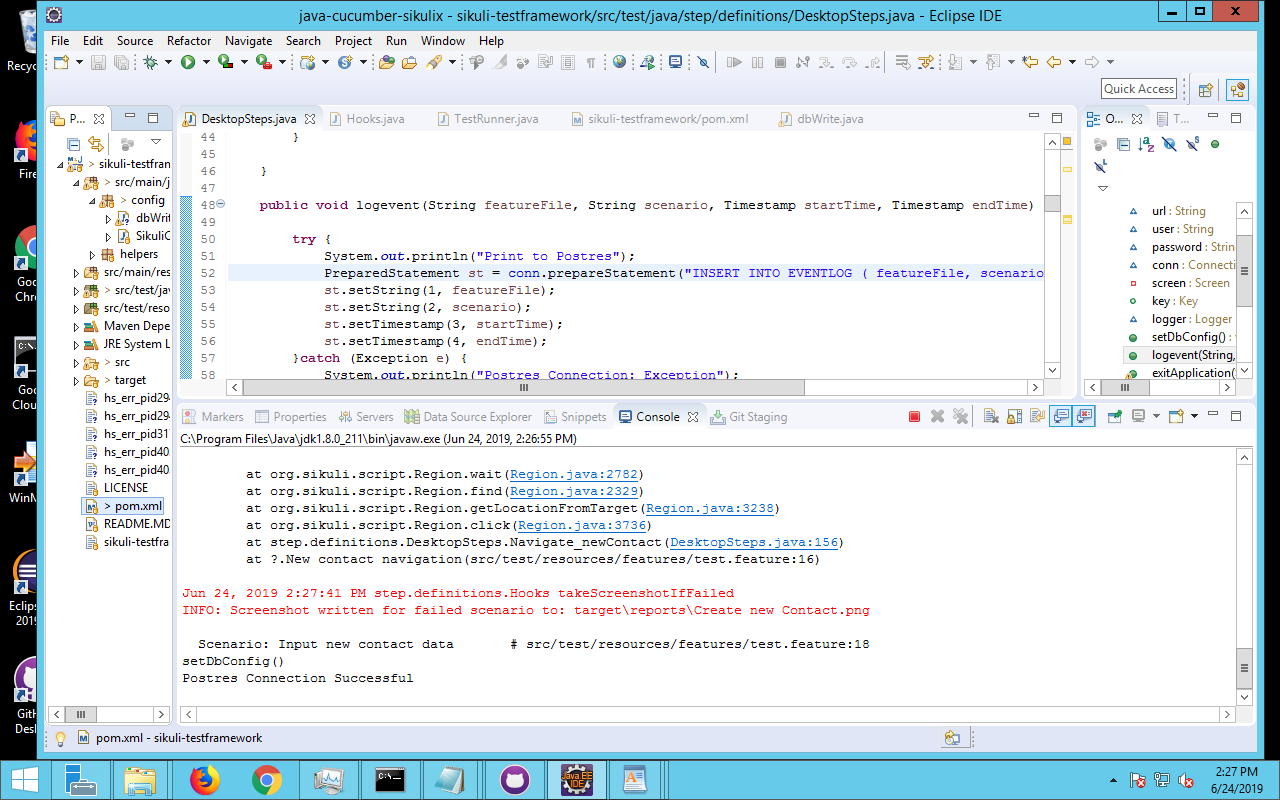 java-cucumber-sikulix - sikuli-testframework/src/test/java/step/definitions/DesktopSteps.java - Eclipse IDE
File Edit Source Refactor Navigate Search Project Run Window Help
Quick Access
P...
DesktopSteps.java Hooks.java TestRunner.java sikuli-testframework/pom.xml dbWrite.java
O... T...
> sikuli-testfran
> src/main/j
> config
dbWrit
SikuliC
helpers
src/main/res
> src/test/jav
src/test/reso
Maven Depe
JRE System L
> src
> target
hs_err_pid294
hs_err_pid294
hs_err_pid31
hs_err_pid40
hs_err_pid40
LICENSE
> pom.xml
README.MD
sikuli-testfra
44 }
45
46 }
47
48 public void logevent(String featureFile, String scenario, Timestamp startTime, Timestamp endTime)
49
50 try {
51 System.out.println("Print to Postres");
52 PreparedStatement st = conn.prepareStatement("INSERT INTO EVENTLOG ( featureFile, scenario
53 st.setString(1, featureFile);
54 st.setString(2, scenario);
55 st.setTimestamp(3, startTime);
56 st.setTimestamp(4, endTime);
57 }catch (Exception e) {
58 System.out.println("Postres Connection: Exception");
url : String
user : String
password : Strin
conn : Connecti
screen : Screen
key : Key
logger : Logger
setDbConfig() :
logevent(String,
exitApplication(
Markers Properties Servers Data Source Explorer Snippets Console Git Staging
C:\Program Files\Java\jdk1.8.0_211\bin\javaw.exe (Jun 24, 2019, 2:26:55 PM)
at org.sikuli.script.Region.wait(Region.java:2782)
at org.sikuli.script.Region.find(Region.java:2329)
at org.sikuli.script.Region.getLocationFromTarget(Region.java:3238)
at org.sikuli.script.Region.click(Region.java:3736)
at step.definitions.DesktopSteps.Navigate_newContact(DesktopSteps.java:156)
at ?.New contact navigation(src/test/resources/features/test.feature:16)
Jun 24, 2019 2:27:41 PM step.definitions.Hooks takeScreenshotIfFailed
INFO: Screenshot written for failed scenario to: target\reports\Create new Contact.png
Scenario: Input new contact data # src/test/resources/features/test.feature:18
setDbConfig()
Postres Connection Successful
pom.xml - sikuli-testframework
Recyc
Fire
Goo
Chro
Goo
Clou
WinM
Eclips
2019
GitH
Desk
Java EE
IDE
2:27 PM
6/24/2019